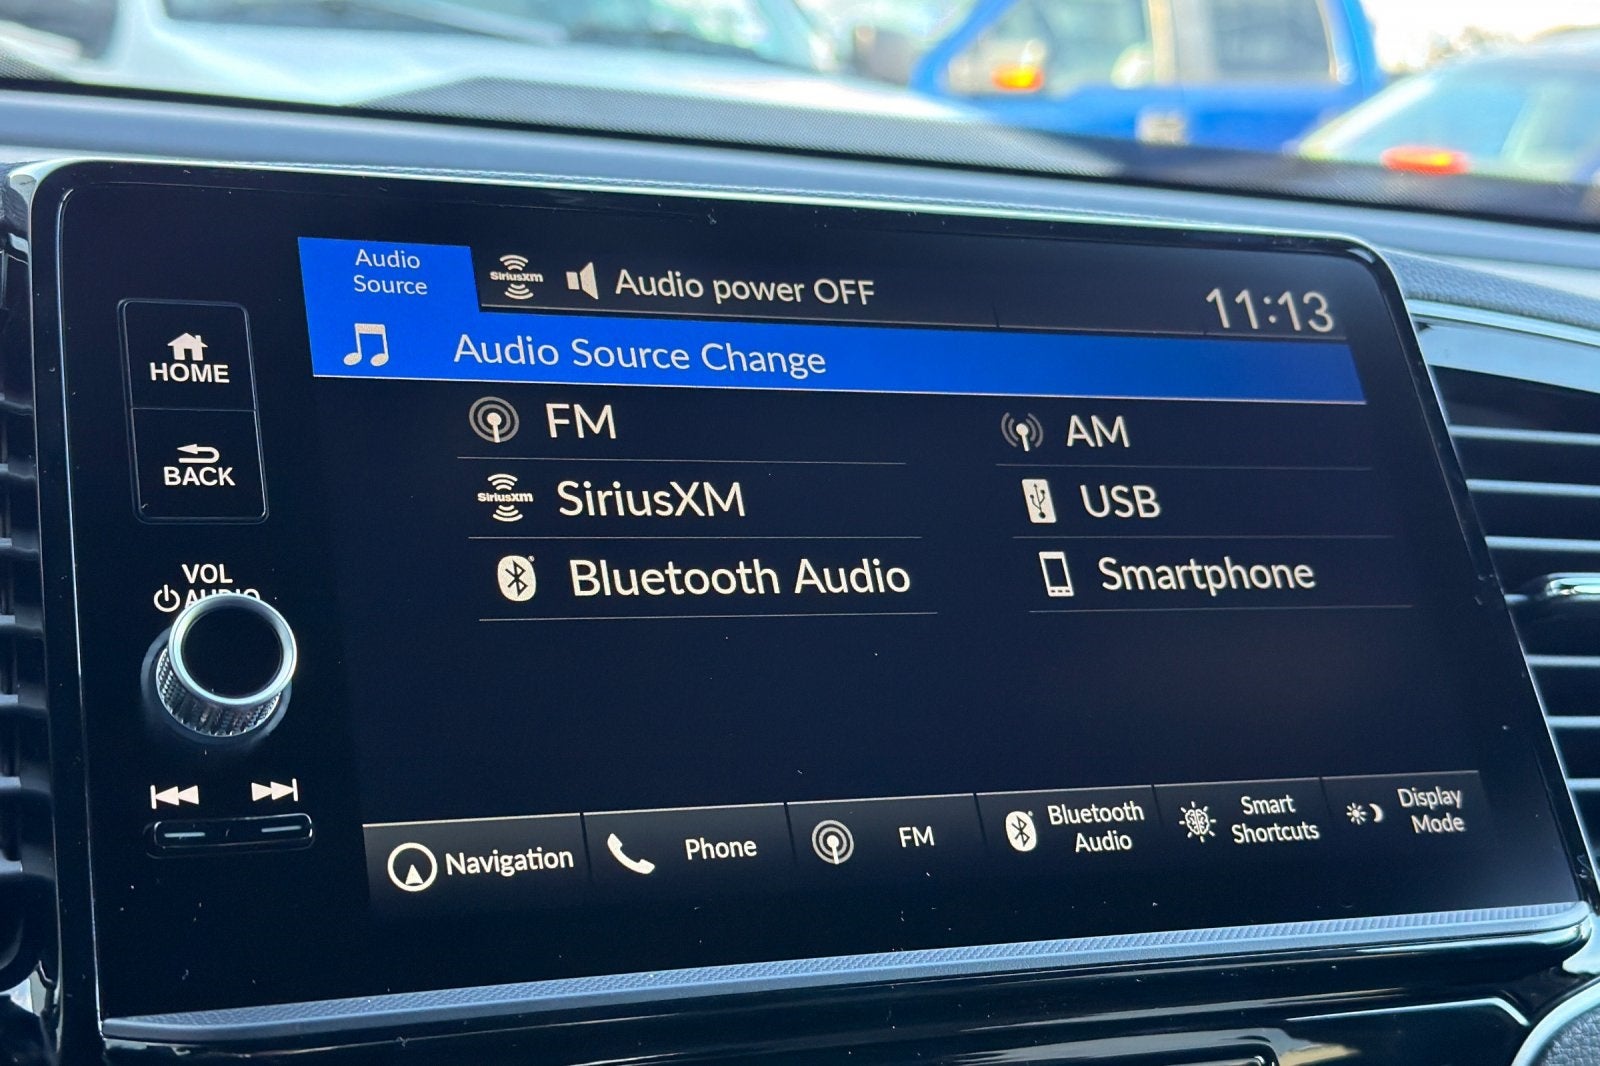 Audio
Source
SiriusXM
Audio power OFF
11:13
Audio Source Change
HOME
BACK
VOL
AUDIO
FM
AM
SiriusXM
SiriusXM
USB
Bluetooth Audio
Smartphone
Navigation
Phone
FM
Bluetooth
Audio
Smart
Shortcuts
Display
Mode